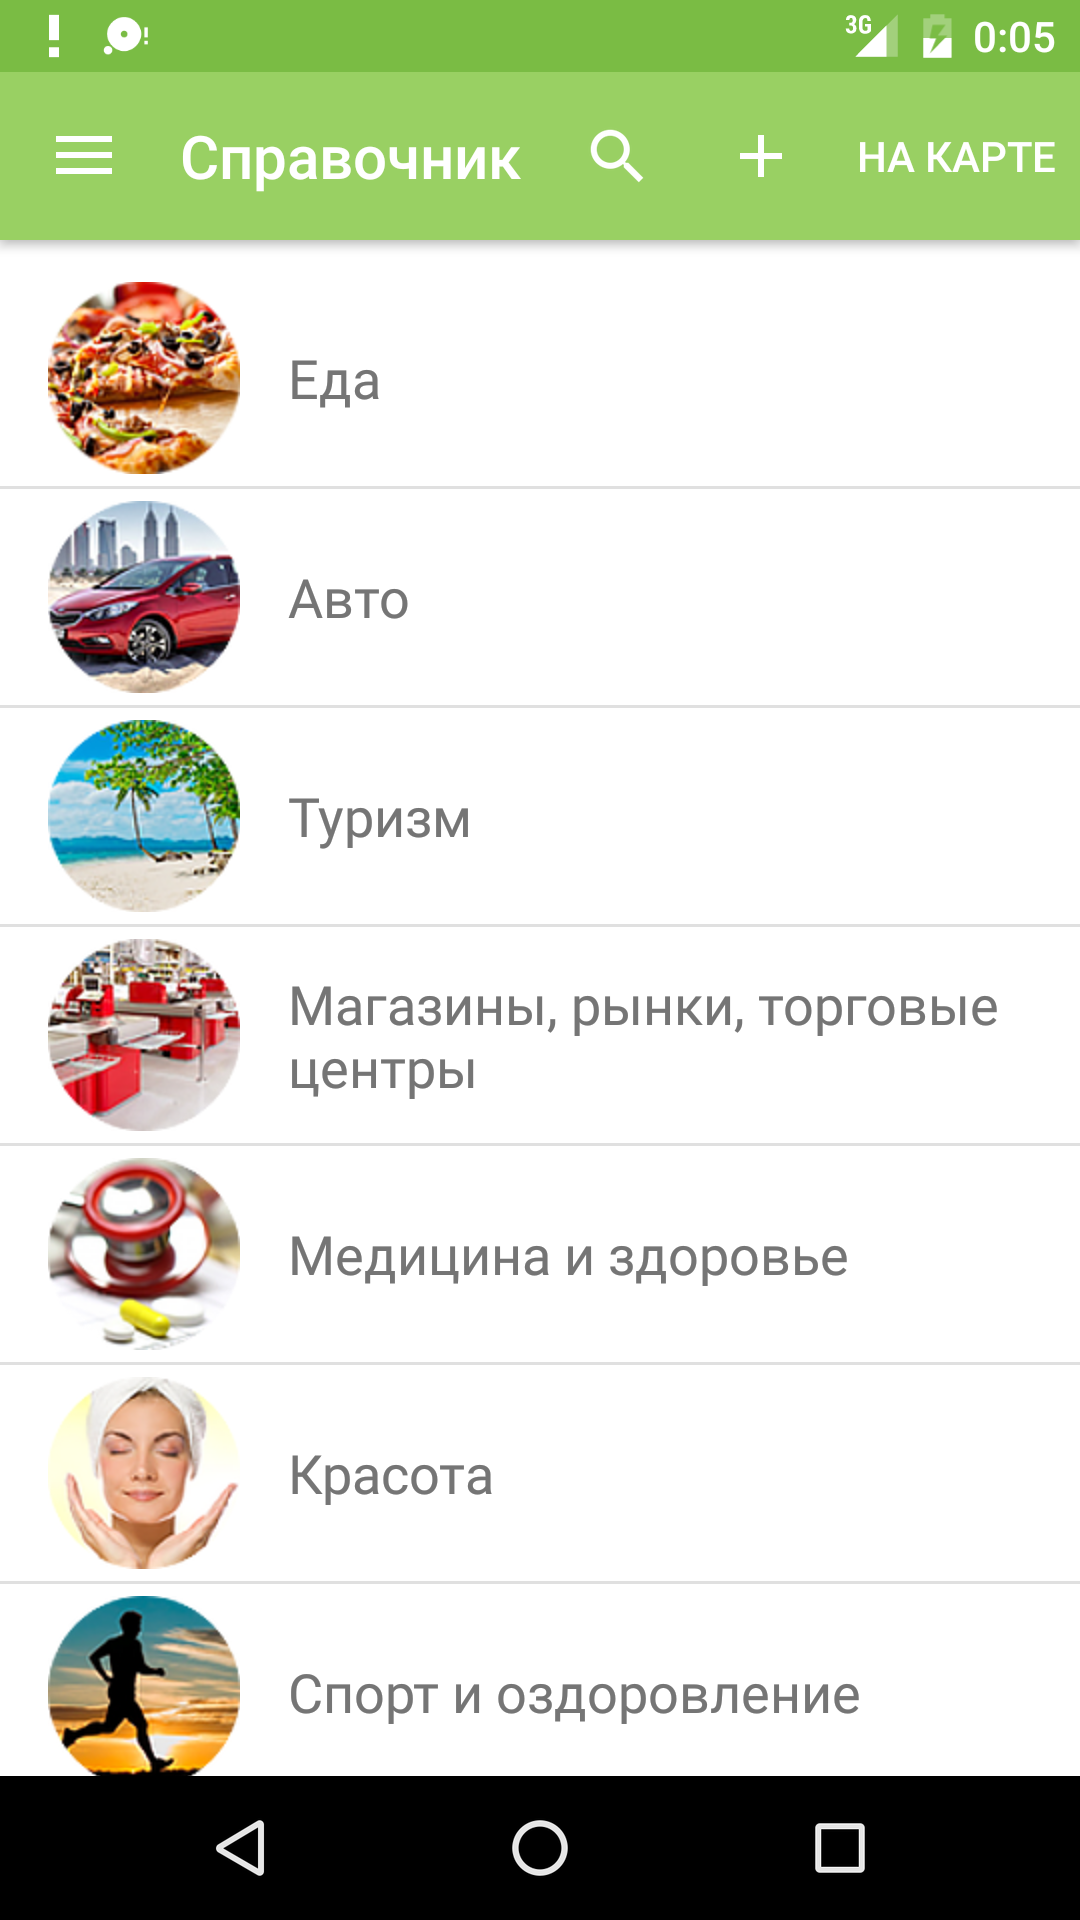 3G 0:05
Справочник НА КАРТЕ
Еда
Авто
Туризм
Магазины, рынки, торговые
центры
Медицина и здоровье
Красота
Спорт и оздоровление